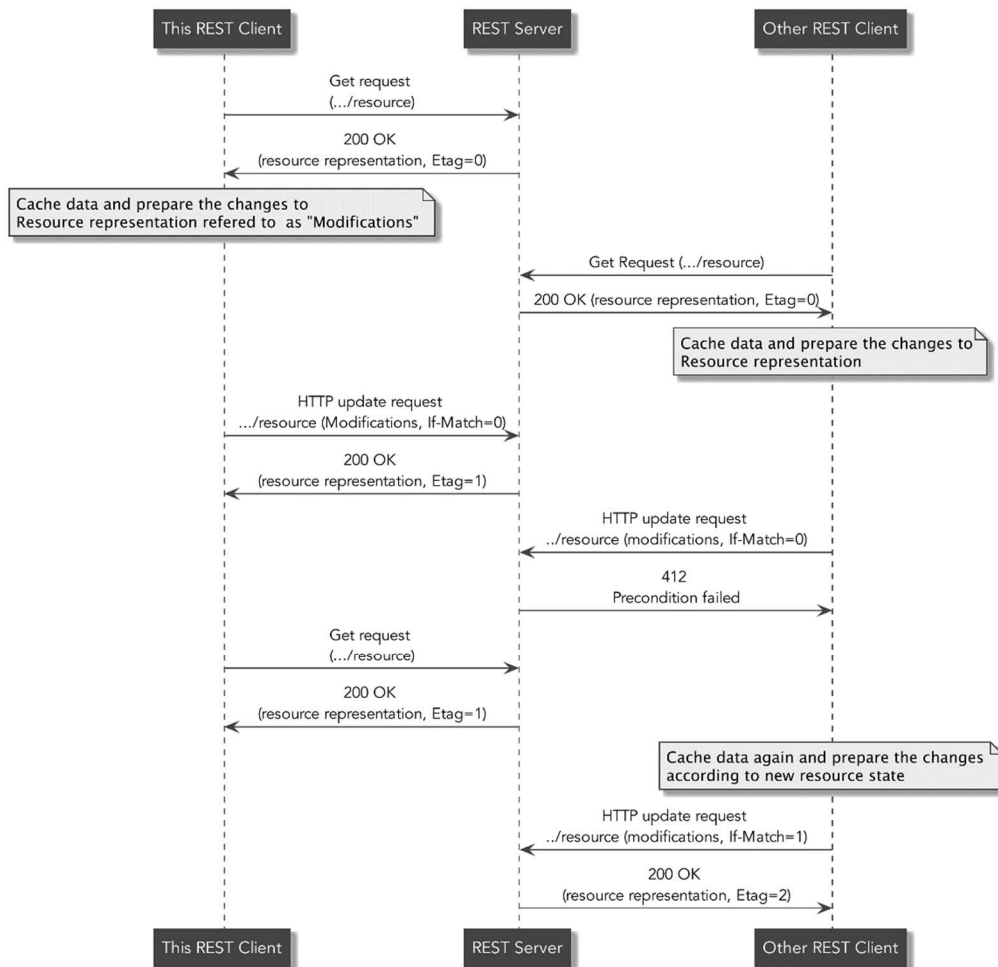 This REST Client
REST Server
Other REST Client
Get request
(.../resource)
200 OK
(resource representation, Etag=0)
Cache data and prepare the changes to
Resource representation refered to as "Modifications"
Get Request (.../resource)
200 OK (resource representation, Etag=0)
Cache data and prepare the changes to
Resource representation
HTTP update request
.../resource (Modifications, If-Match=0)
200 OK
(resource representation, Etag=1)
HTTP update request
../resource (modifications, If-Match=0)
412
Precondition failed
Get request
(.../resource)
200 OK
(resource representation, Etag=1)
Cache data again and prepare the changes
according to new resource state
HTTP update request
../resource (modifications, If-Match=1)
200 OK
(resource representation, Etag=2)
This REST Client
REST Server
Other REST Client